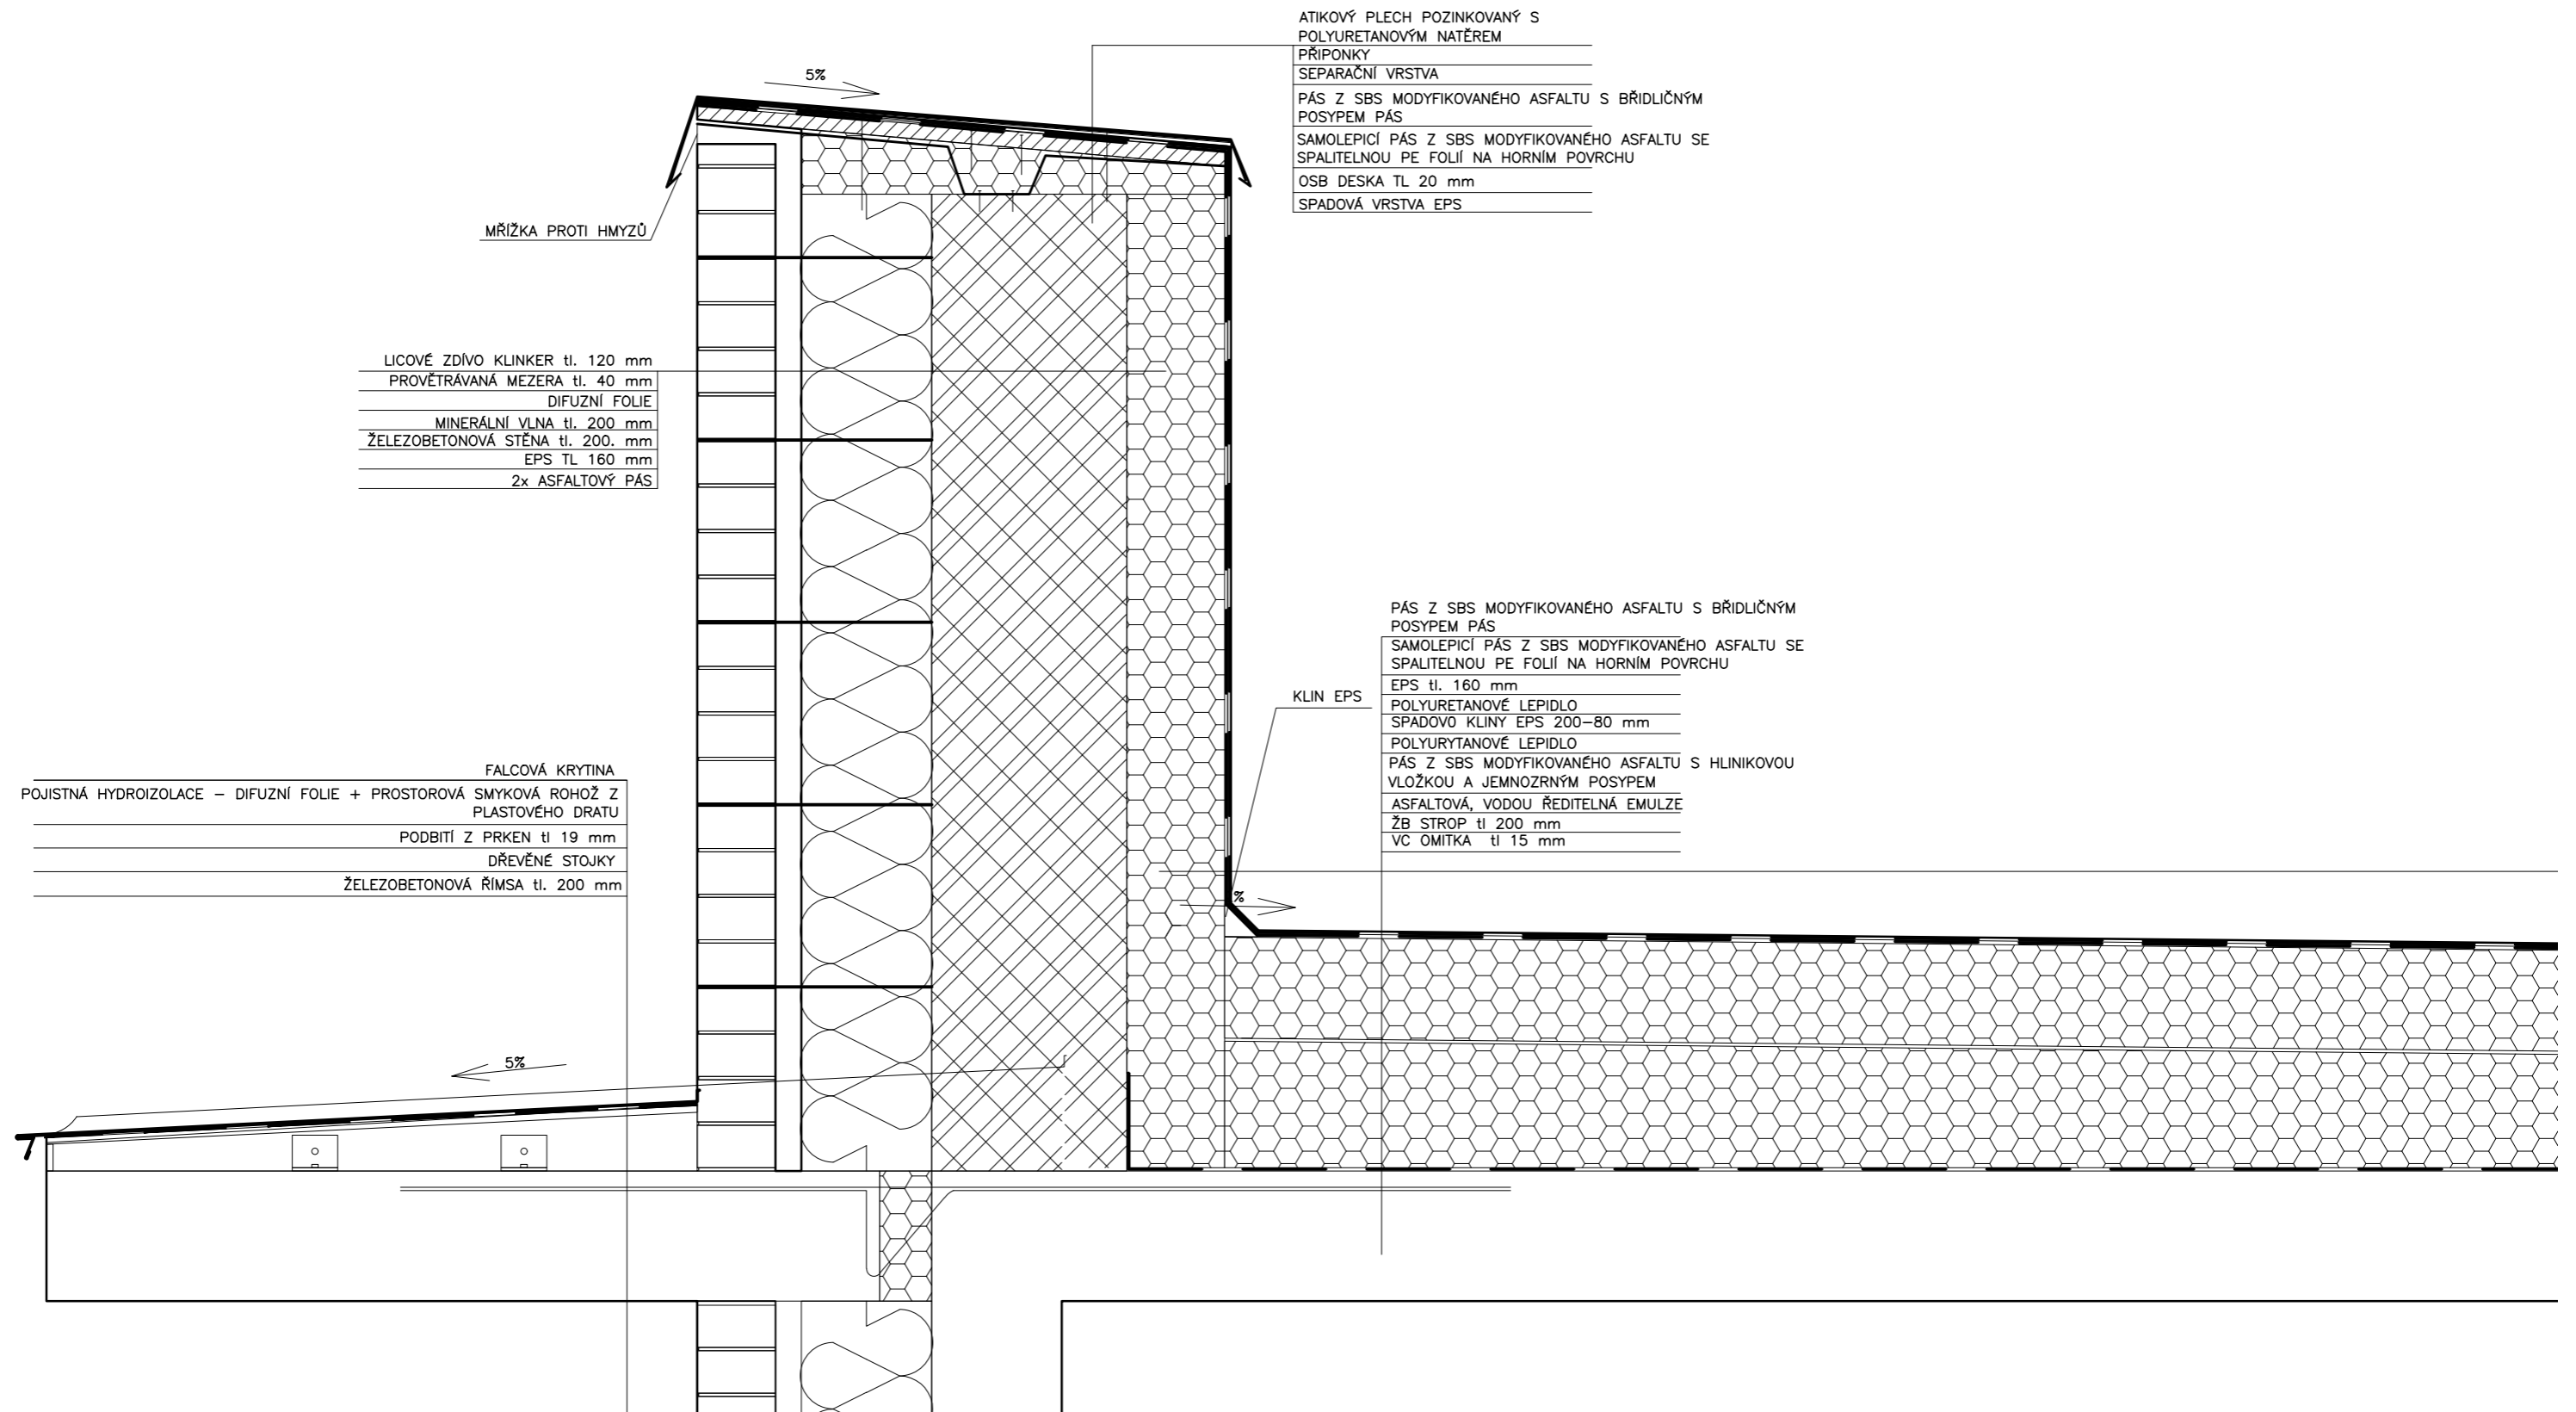 ATIKOVÝ PLECH POZINKOVANÝ S
POLYURETANOVÝM NATĚREM
PŘIPONKY
SEPARAČNÍ VRSTVA
PÁS Z SBS MODYFIKOVANÉHO ASFALTU S BŘIDLIČNÝM
POSYPEM PÁS
SAMOLEPICÍ PÁS Z SBS MODYFIKOVANÉHO ASFALTU SE
SPALITELNOU PE FOLIÍ NA HORNÍM POVRCHU
OSB DESKA TL 20 mm
SPADOVÁ VRSTVA EPS
5%
MŘÍŽKA PROTI HMYZŮ
LICOVÉ ZDÍVO KLINKER tl. 120 mm
PROVĚTRÁVANÁ MEZERA tl. 40 mm
DIFUZNÍ FOLIE
MINERÁLNÍ VLNA tl. 200 mm
ŽELEZOBETONOVÁ STĚNA tl. 200. mm
EPS TL 160 mm
2x ASFALTOVÝ PÁS
PÁS Z SBS MODYFIKOVANÉHO ASFALTU S BŘIDLIČNÝM
POSYPEM PÁS
SAMOLEPICÍ PÁS Z SBS MODYFIKOVANÉHO ASFALTU SE
SPALITELNOU PE FOLIÍ NA HORNÍM POVRCHU
EPS tl. 160 mm
POLYURETANOVÉ LEPIDLO
SPADOVO KLINY EPS 200-80 mm
POLYURYTANOVÉ LEPIDLO
PÁS Z SBS MODYFIKOVANÉHO ASFALTU S HLINIKOVOU
VLOŽKOU A JEMNOZRNÝM POSYPEM
ASFALTOVÁ, VODOU ŘEDITELNÁ EMULZE
ŽB STROP tl 200 mm
VC OMITKA tl 15 mm
KLIN EPS
FALCOVÁ KRYTINA
POJISTNÁ HYDROIZOLACE - DIFUZNÍ FOLIE + PROSTOROVÁ SMYKOVÁ ROHOŽ Z
PLASTOVÉHO DRATU
PODBITÍ Z PRKEN tl 19 mm
DŘEVĚNÉ STOJKY
ŽELEZOBETONOVÁ ŘÍMSA tl. 200 mm
%
5%